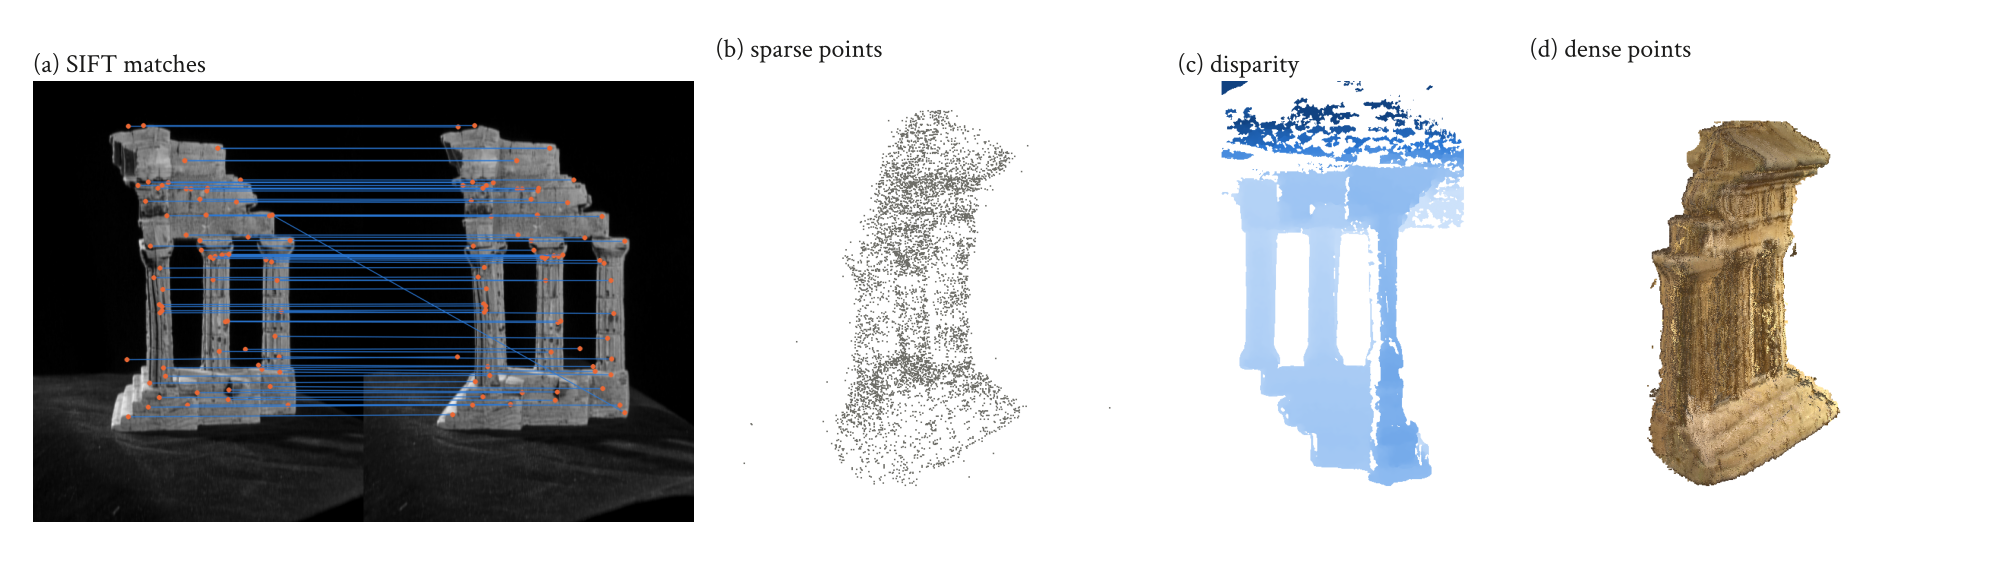 (a) SIFT matches
(b) sparse points
(c) disparity
(d) dense points